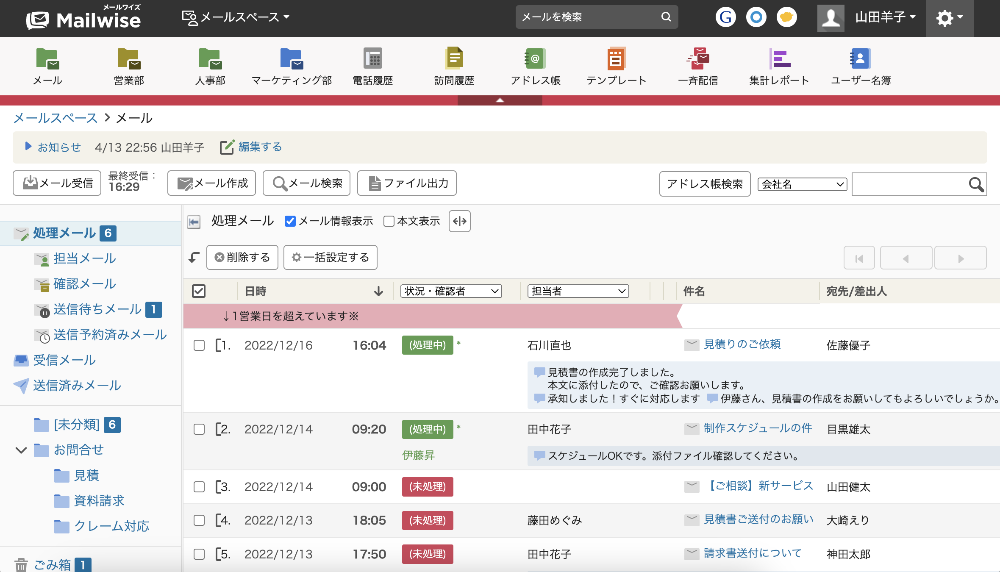 メールワイズ
Mailwise
メールスペース
メールを検索
G
山田羊子
メール
営業部
人事部
マーケティング部
電話履歴
訪問履歴
アドレス帳
テンプレート
一斉配信
集計レポート
ユーザー名簿
メールスペース > メール
お知らせ 4/13 22:56 山田羊子 編集する
メール受信
最終受信：
16:29
メール作成
メール検索
ファイル出力
アドレス帳検索
会社名
処理メール 6
担当メール
確認メール
送信待ちメール 1
送信予約済みメール
受信メール
送信済みメール
[未分類] 6
お問合せ
見積
資料請求
クレーム対応
ごみ箱 1
処理メール メール情報表示 本文表示
削除する 一括設定する
日時 ↓ 状況・確認者 担当者 件名 宛先/差出人
↓1営業日を超えています※
1. 2022/12/16 16:04 (処理中) * 石川直也 見積りのご依頼 佐藤優子
見積書の作成完了しました。
本文に添付したので、ご確認お願いします。
承知しました！すぐに対応します 伊藤さん、見積書の作成をお願いしてもよろしいでしょうか。
2. 2022/12/14 09:20 (処理中) * 田中花子 制作スケジュールの件 目黒雄太
伊藤昇
スケジュールOKです。添付ファイル確認してください。
3. 2022/12/14 09:00 (未処理) 【ご相談】新サービス 山田健太
4. 2022/12/13 18:05 (未処理) 藤田めぐみ 見積書ご送付のお願い 大崎えり
5. 2022/12/13 17:50 (未処理) 田中花子 請求書送付について 神田太郎